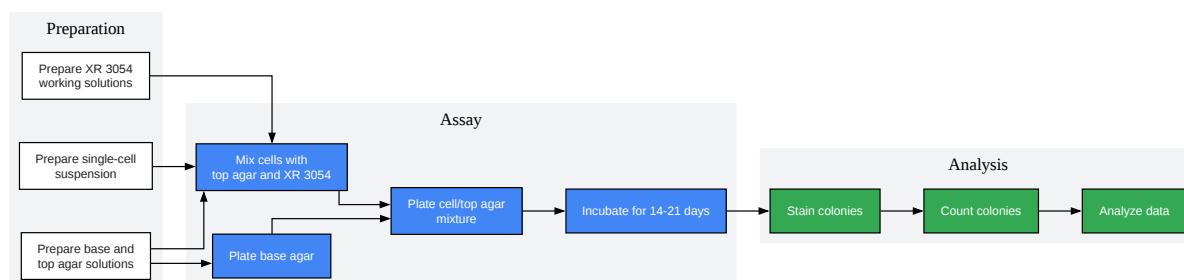 Preparation
Prepare XR 3054
working solutions
Prepare single-cell
suspension
Prepare base and
top agar solutions
Assay
Mix cells with
top agar and XR 3054
Plate base agar
Plate cell/top agar
mixture
Incubate for 14-21 days
Analysis
Stain colonies
Count colonies
Analyze data